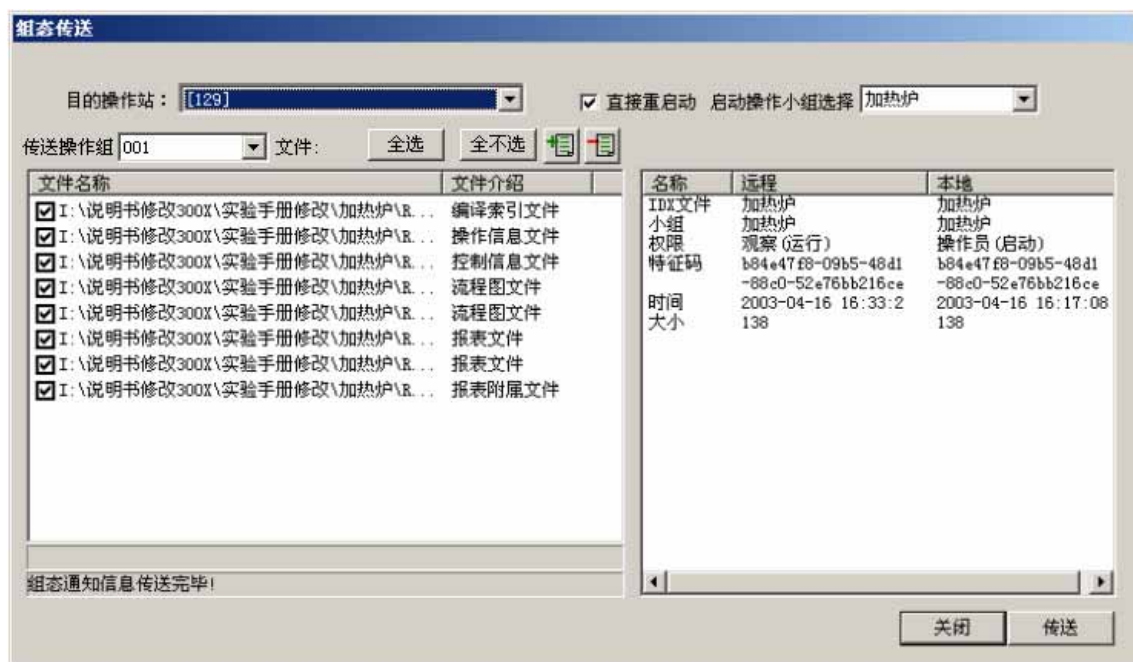 组态传送
目的操作站： [129] 直接重启动 启动操作小组选择 加热炉
传送操作组 001 文件: 全选 全不选
文件名称 文件介绍
I:\说明书修改300X\实验手册修改\加热炉\R... 编译索引文件
I:\说明书修改300X\实验手册修改\加热炉\R... 操作信息文件
I:\说明书修改300X\实验手册修改\加热炉\R... 控制信息文件
I:\说明书修改300X\实验手册修改\加热炉\R... 流程图文件
I:\说明书修改300X\实验手册修改\加热炉\R... 流程图文件
I:\说明书修改300X\实验手册修改\加热炉\R... 报表文件
I:\说明书修改300X\实验手册修改\加热炉\R... 报表文件
I:\说明书修改300X\实验手册修改\加热炉\R... 报表附属文件
组态通知信息传送完毕!
名称 远程 本地
IDX文件 加热炉 加热炉
小组 加热炉 加热炉
权限 观察(运行) 操作员(启动)
特征码 b84e47f8-09b5-48d1 b84e47f8-09b5-48d1
-88c0-52e76bb216ce -88c0-52e76bb216ce
时间 2003-04-16 16:33:2 2003-04-16 16:17:08
大小 138 138
关闭 传送